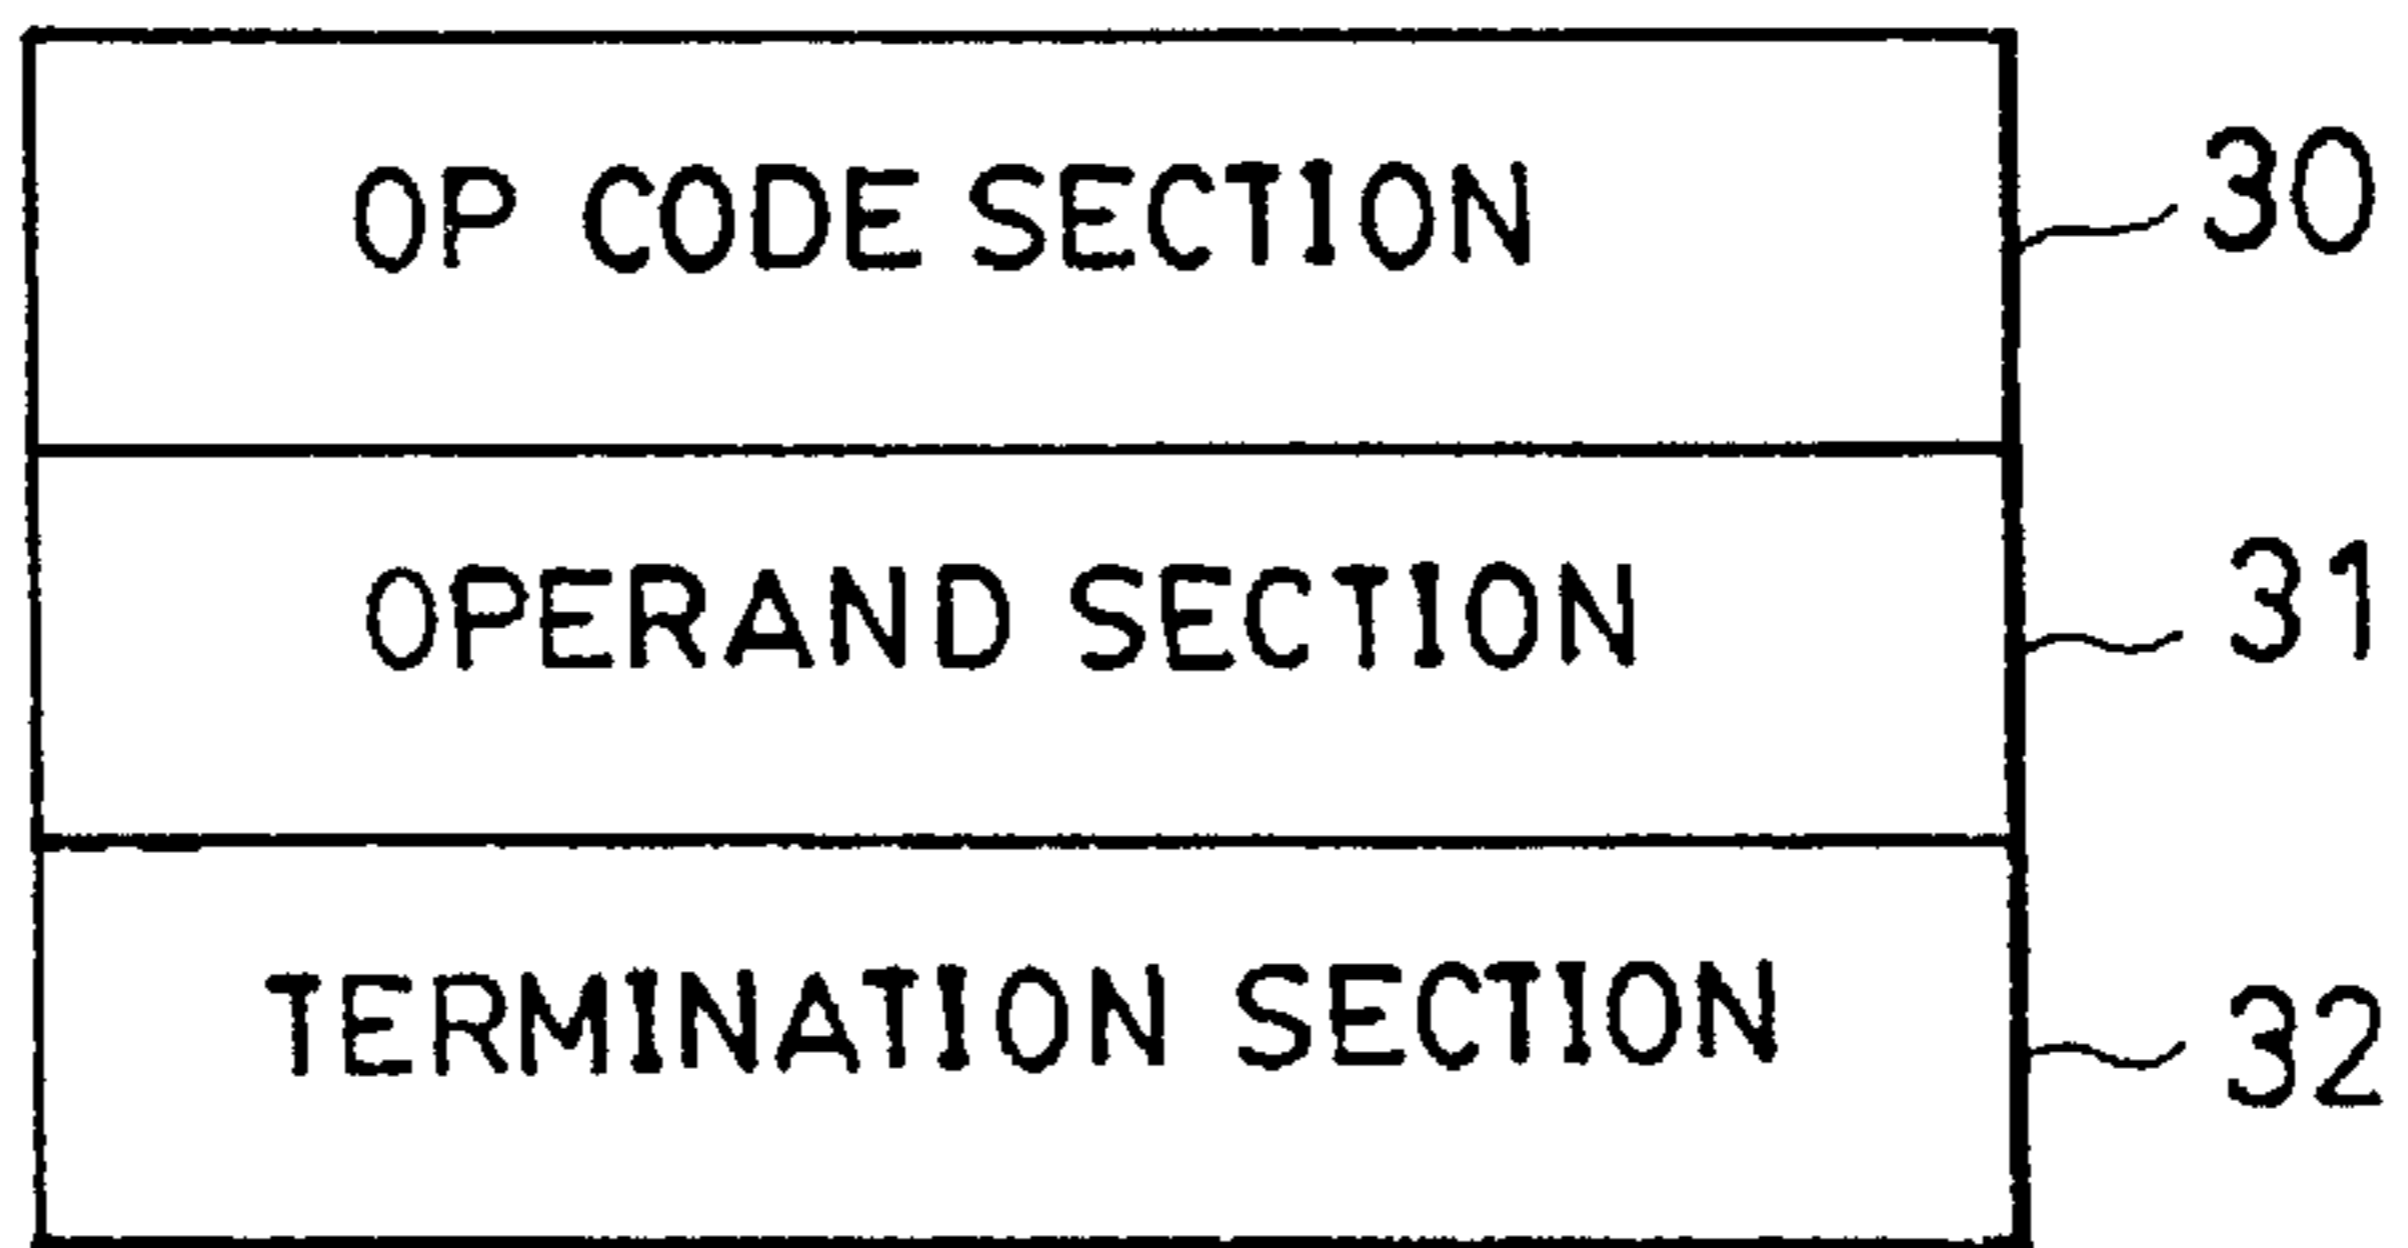 OP CODE SECTION 30
OPERAND SECTION 31
TERMINATION SECTION 32